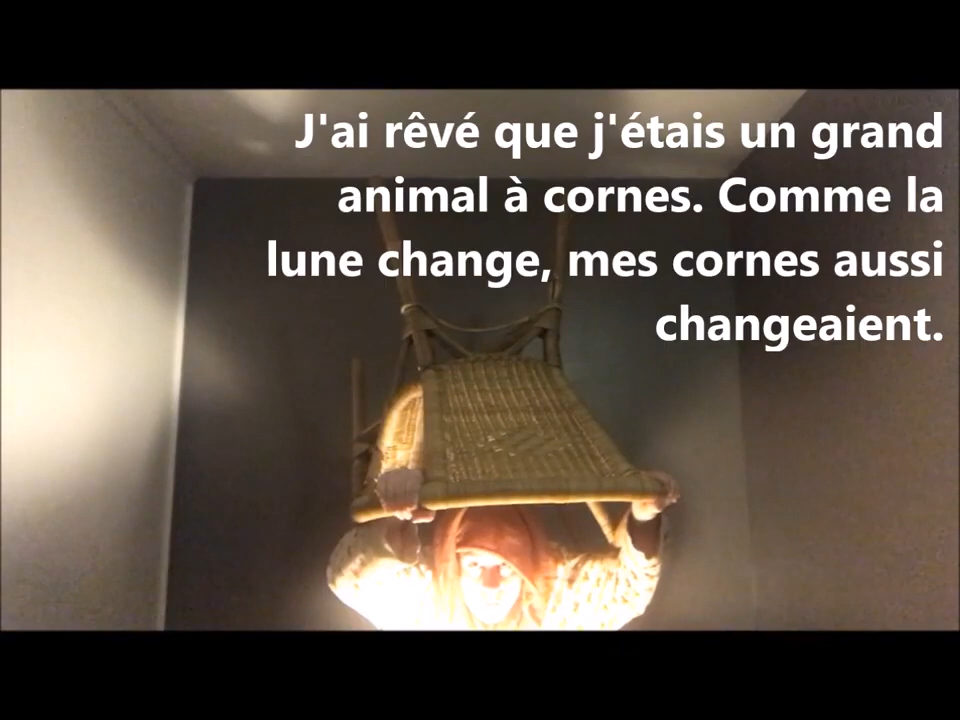 J'ai rêvé que j'étais un grand
animal à cornes. Comme la
lune change, mes cornes aussi
changeaient.